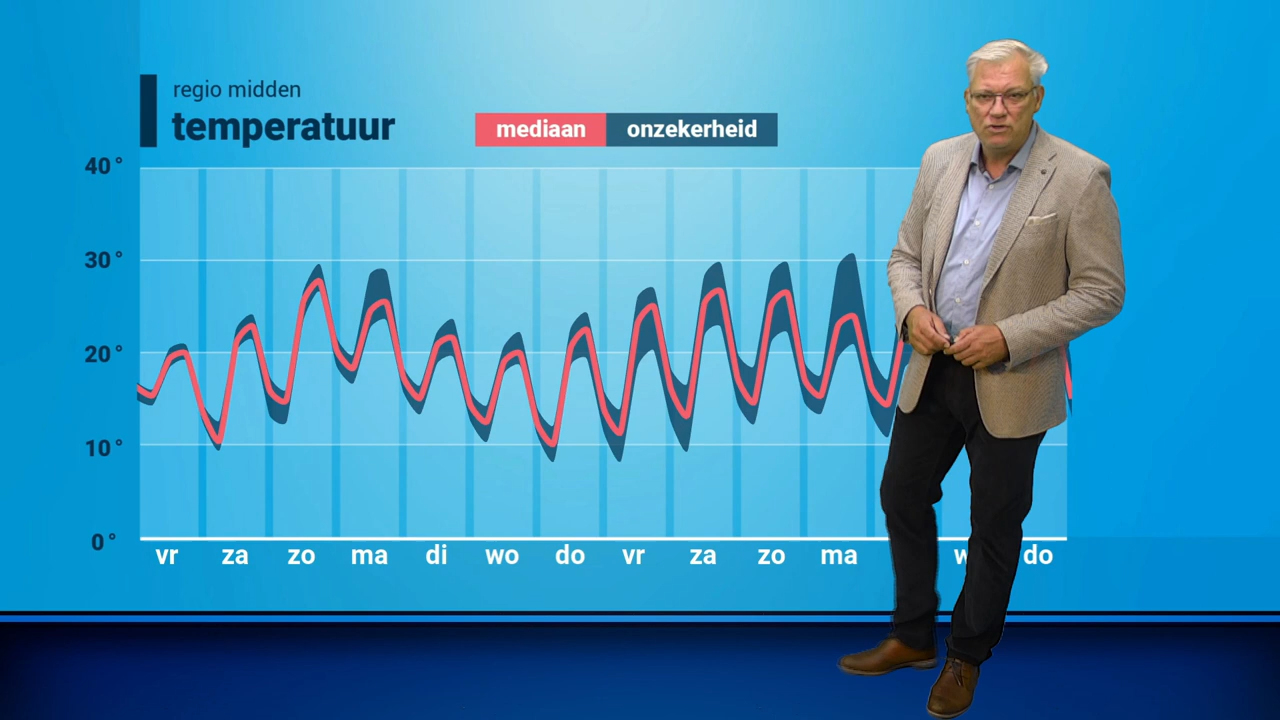 regio midden
temperatuur
mediaan onzekerheid
40°
30°
20°
10°
0°
vr za zo ma di wo do vr za zo ma do